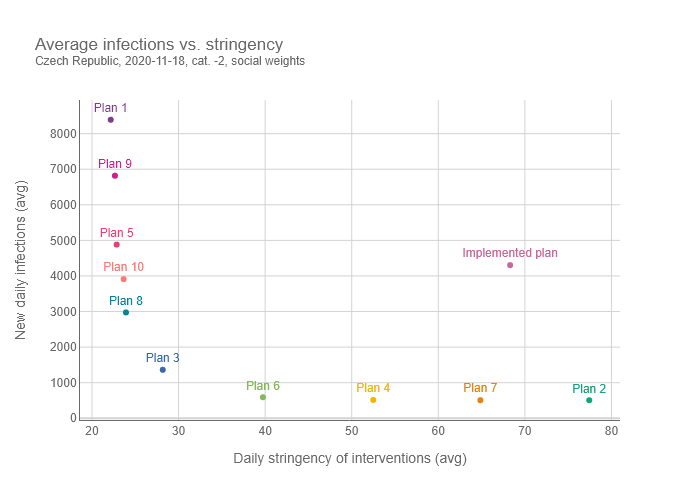 Average infections vs. stringency
Czech Republic, 2020-11-18, cat. -2, social weights
Plan 1
8000
Plan 9
7000
6000
Plan 5
5000
Implemented plan
Plan 10
4000
Plan 8
3000
2000
Plan 3
1000
Plan 6
Plan 4
Plan 7
Plan 2
0
20
30
40
50
60
70
80
New daily infections (avg)
Daily stringency of interventions (avg)